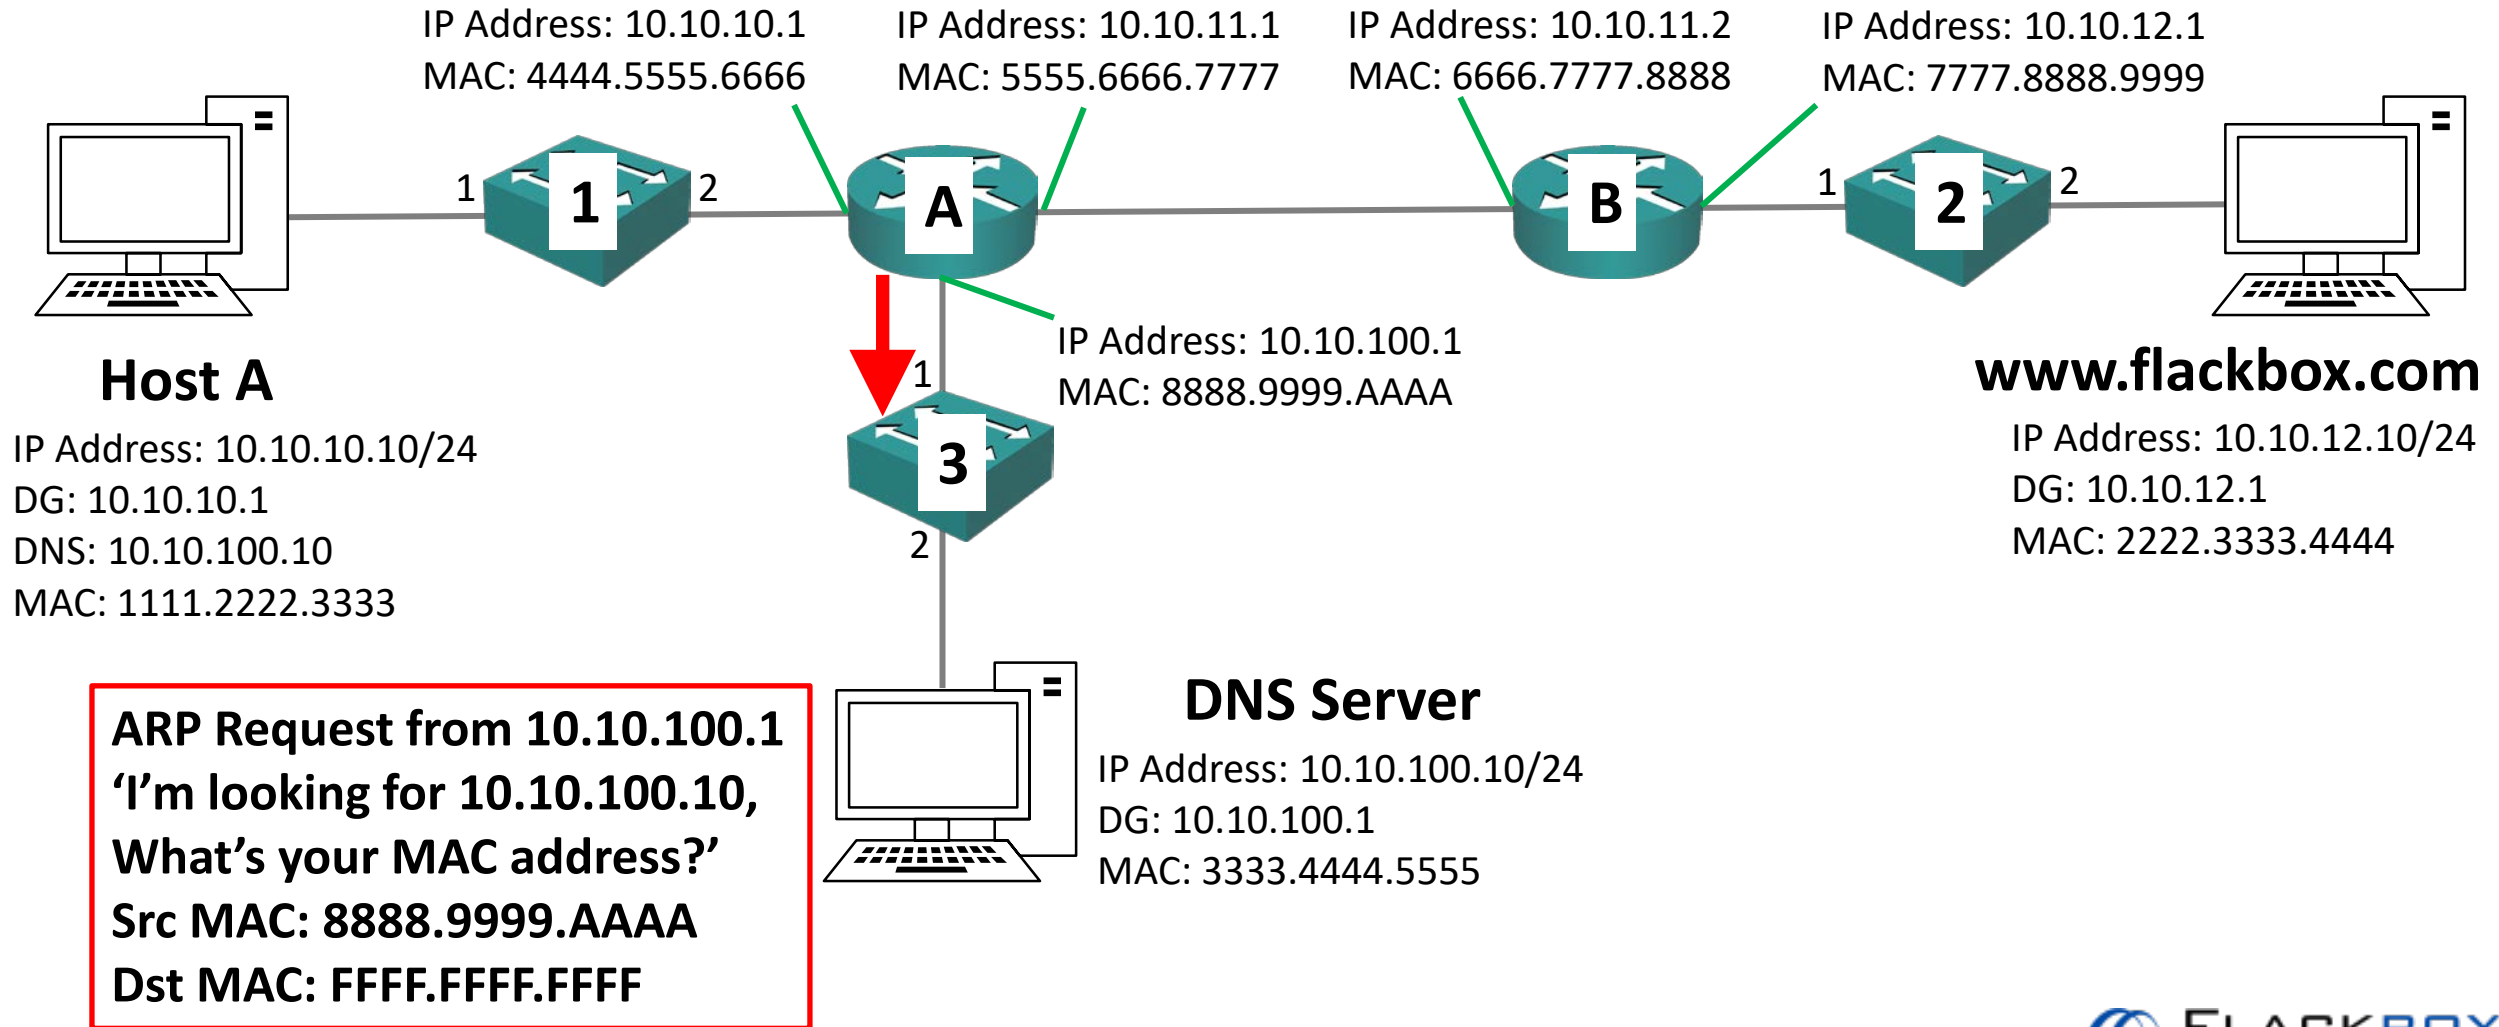 IP Address: 10.10.10.1
MAC: 4444.5555.6666
IP Address: 10.10.11.1
MAC: 5555.6666.7777
IP Address: 10.10.11.2
MAC: 6666.7777.8888
IP Address: 10.10.12.1
MAC: 7777.8888.9999
1
1
2
A
B
1
2
2
Host A
IP Address: 10.10.10.10/24
DG: 10.10.10.1
DNS: 10.10.100.10
MAC: 1111.2222.3333
IP Address: 10.10.100.1
MAC: 8888.9999.AAAA
1
3
2
www.flackbox.com
IP Address: 10.10.12.10/24
DG: 10.10.12.1
MAC: 2222.3333.4444
ARP Request from 10.10.100.1
‘I’m looking for 10.10.100.10,
What’s your MAC address?’
Src MAC: 8888.9999.AAAA
Dst MAC: FFFF.FFFF.FFFF
DNS Server
IP Address: 10.10.100.10/24
DG: 10.10.100.1
MAC: 3333.4444.5555
FLACKBOX